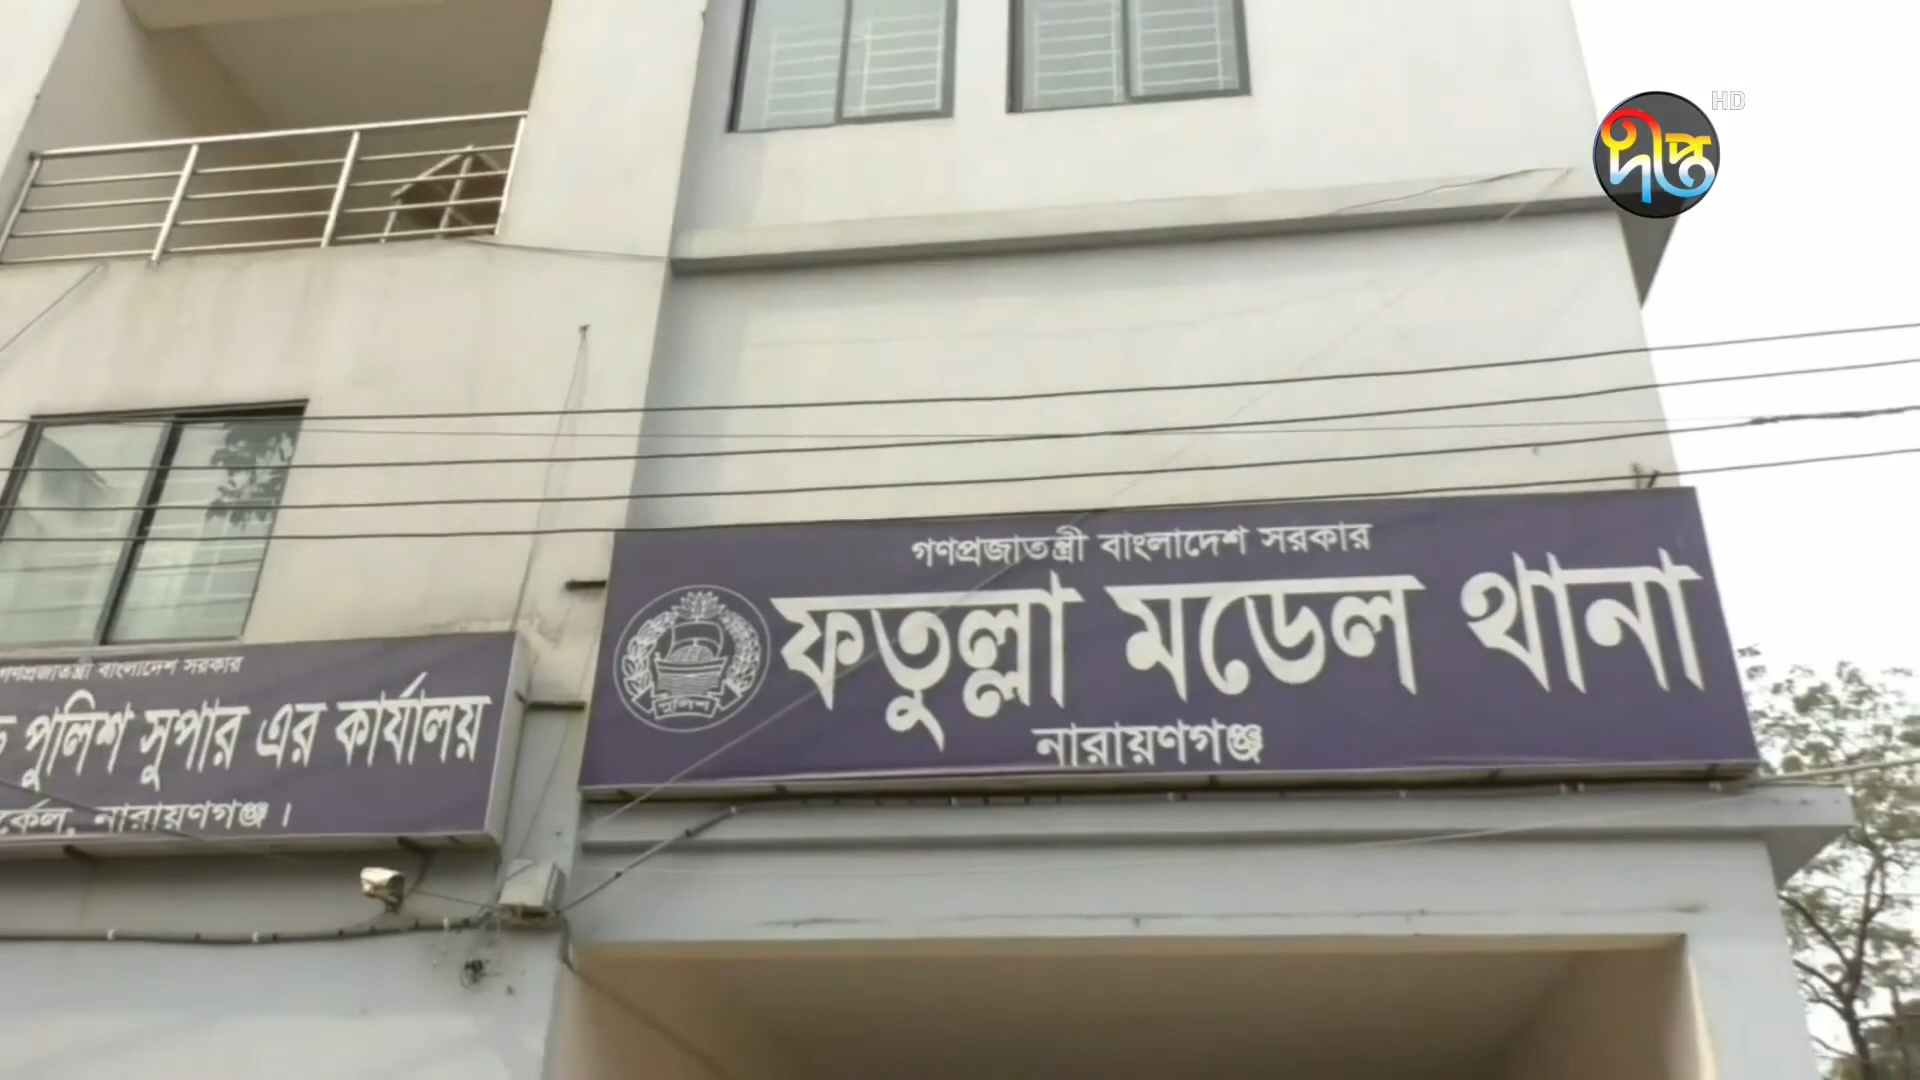 দীপ্ত
HD
গণপ্রজাতন্ত্রী বাংলাদেশ সরকার
ফতুল্লা মডেল থানা
নারায়ণগঞ্জ
পুলিশ
গণপ্রজাতন্ত্রী বাংলাদেশ সরকার
পুলিশ সুপার এর কার্যালয়
নারায়ণগঞ্জ।